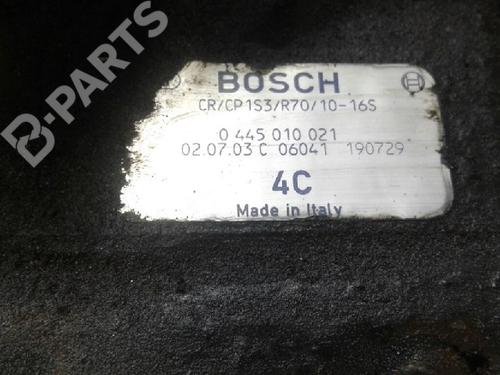 B-PARTS
BOSCH
CR/CP1S3/R70/10-16S
0 445 010 021
02.07.03 C 06041 190729
4C
Made in Italy